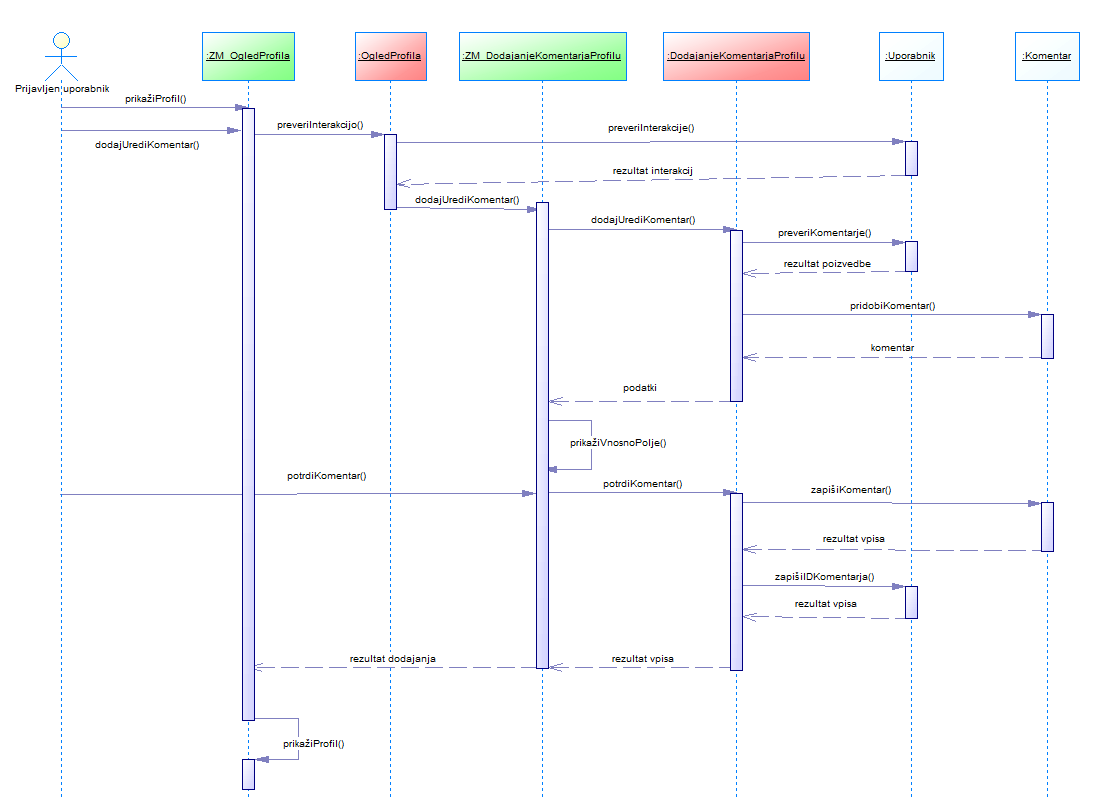 :ZM_OgledProfila
:OgledProfila
:ZM_DodajanjeKomentarjaProfilu
:DodajanjeKomentarjaProfilu
:Uporabnik
:Komentar
Prijavljen uporabnik
prikažiProfil()
dodajUrediKomentar()
preveriInterakcijo()
preveriInterakcije()
rezultat interakcij
dodajUrediKomentar()
dodajUrediKomentar()
preveriKomentarje()
rezultat poizvedbe
pridobiKomentar()
komentar
podatki
prikažiVnosnoPolje()
potrdiKomentar()
potrdiKomentar()
zapišiKomentar()
rezultat vpisa
zapišiIDKomentarja()
rezultat vpisa
rezultat dodajanja
rezultat vpisa
prikažiProfil()